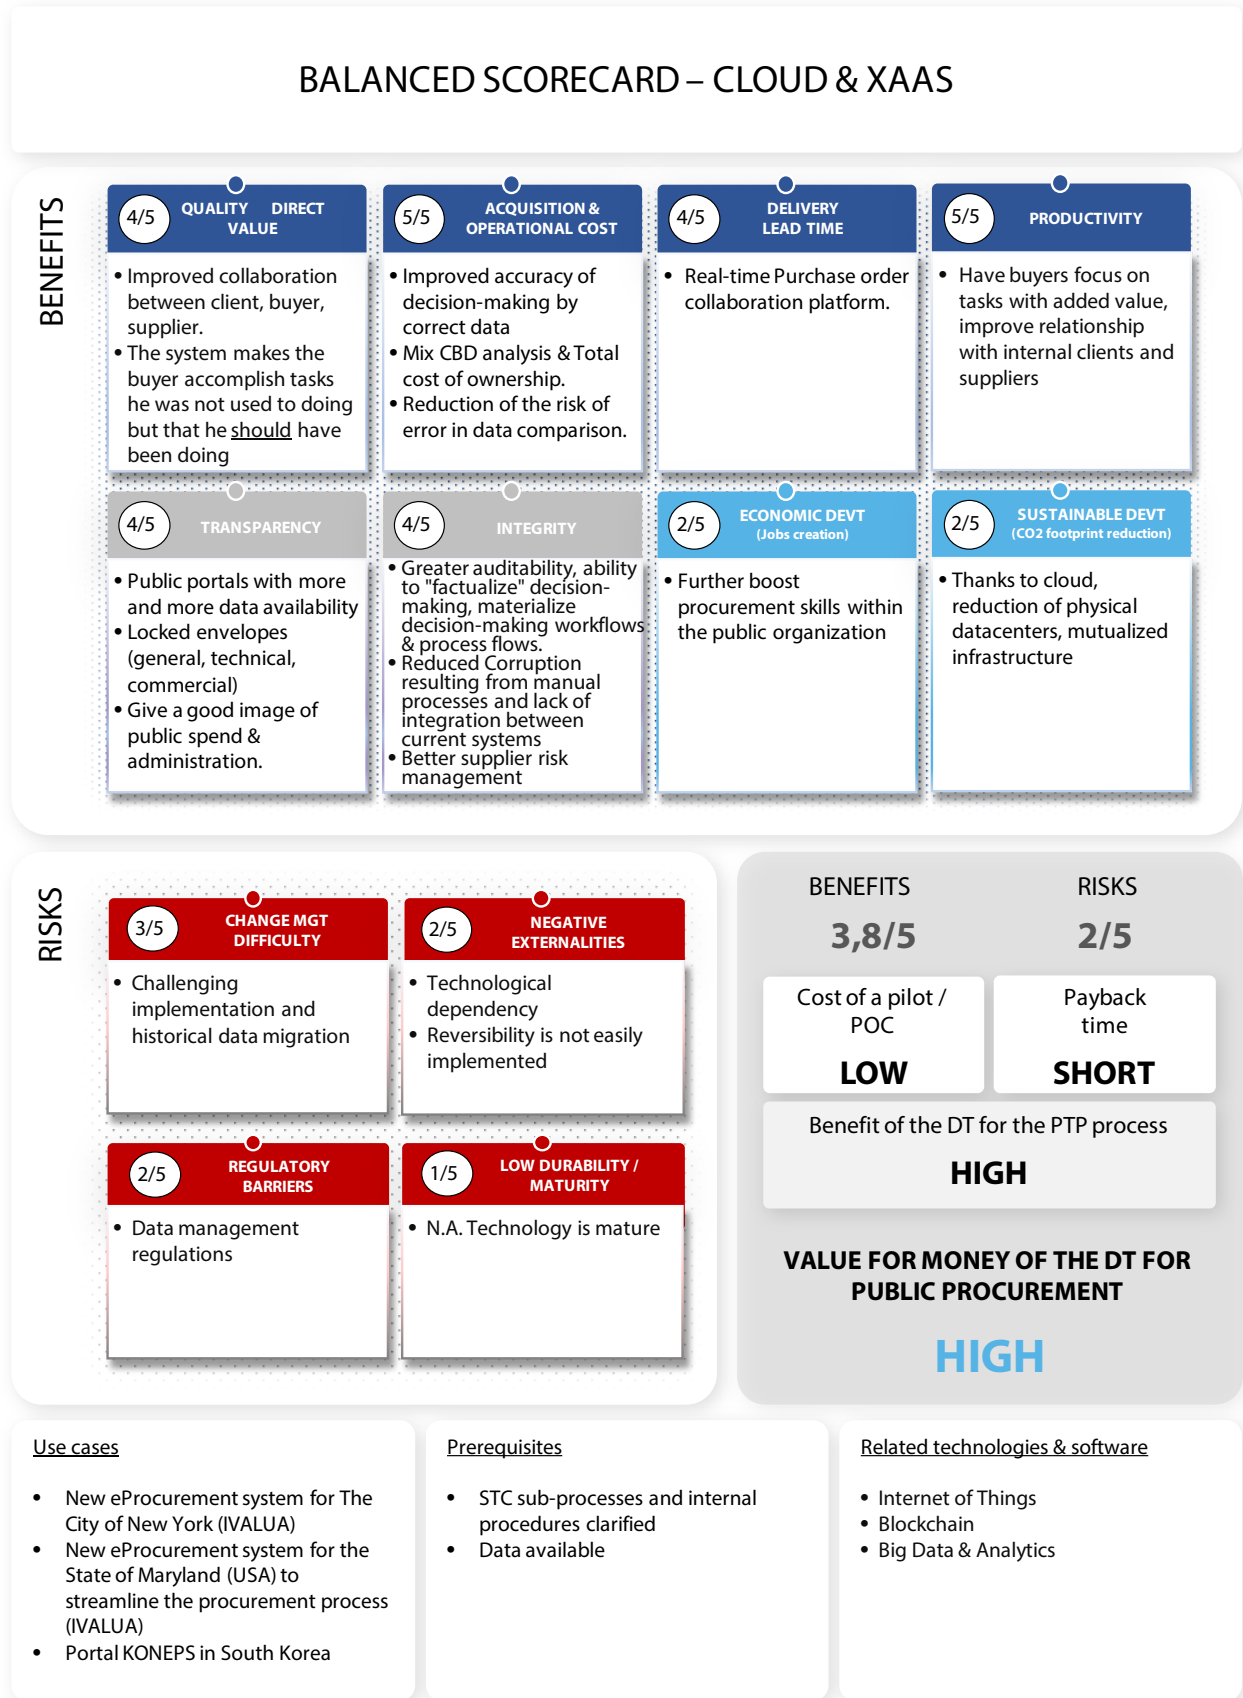 BALANCED SCORECARD – CLOUD & XAAS
BENEFITS
4/5
QUALITY DIRECT
VALUE
• Improved collaboration
between client, buyer,
supplier.
• The system makes the
buyer accomplish tasks
he was not used to doing
but that he should have
been doing
5/5
ACQUISITION &
OPERATIONAL COST
• Improved accuracy of
decision-making by
correct data
• Mix CBD analysis & Total
cost of ownership.
• Reduction of the risk of
error in data comparison.
4/5
DELIVERY
LEAD TIME
• Real-time Purchase order
collaboration platform.
5/5
PRODUCTIVITY
• Have buyers focus on
tasks with added value,
improve relationship
with internal clients and
suppliers
4/5
TRANSPARENCY
• Public portals with more
and more data availability
• Locked envelopes
(general, technical,
commercial)
• Give a good image of
public spend &
administration.
4/5
INTEGRITY
• Greater auditability, ability
to "factualize" decision-
making, materialize
decision-making workflows
& process flows.
• Reduced Corruption
resulting from manual
processes and lack of
integration between
current systems
• Better supplier risk
management
2/5
ECONOMIC DEVT
(Jobs creation)
• Further boost
procurement skills within
the public organization
2/5
SUSTAINABLE DEVT
(CO2 footprint reduction)
• Thanks to cloud,
reduction of physical
datacenters, mutualized
infrastructure
RISKS
3/5
CHANGE MGT
DIFFICULTY
• Challenging
implementation and
historical data migration
2/5
NEGATIVE
EXTERNALITIES
• Technological
dependency
• Reversibility is not easily
implemented
2/5
REGULATORY
BARRIERS
• Data management
regulations
1/5
LOW DURABILITY /
MATURITY
• N.A. Technology is mature
BENEFITS
3,8/5
RISKS
2/5
Cost of a pilot /
POC
LOW
Payback
time
SHORT
Benefit of the DT for the PTP process
HIGH
VALUE FOR MONEY OF THE DT FOR
PUBLIC PROCUREMENT
HIGH
Use cases
• New eProcurement system for The
City of New York (IVALUA)
• New eProcurement system for the
State of Maryland (USA) to
streamline the procurement process
(IVALUA)
• Portal KONEPS in South Korea
Prerequisites
• STC sub-processes and internal
procedures clarified
• Data available
Related technologies & software
• Internet of Things
• Blockchain
• Big Data & Analytics